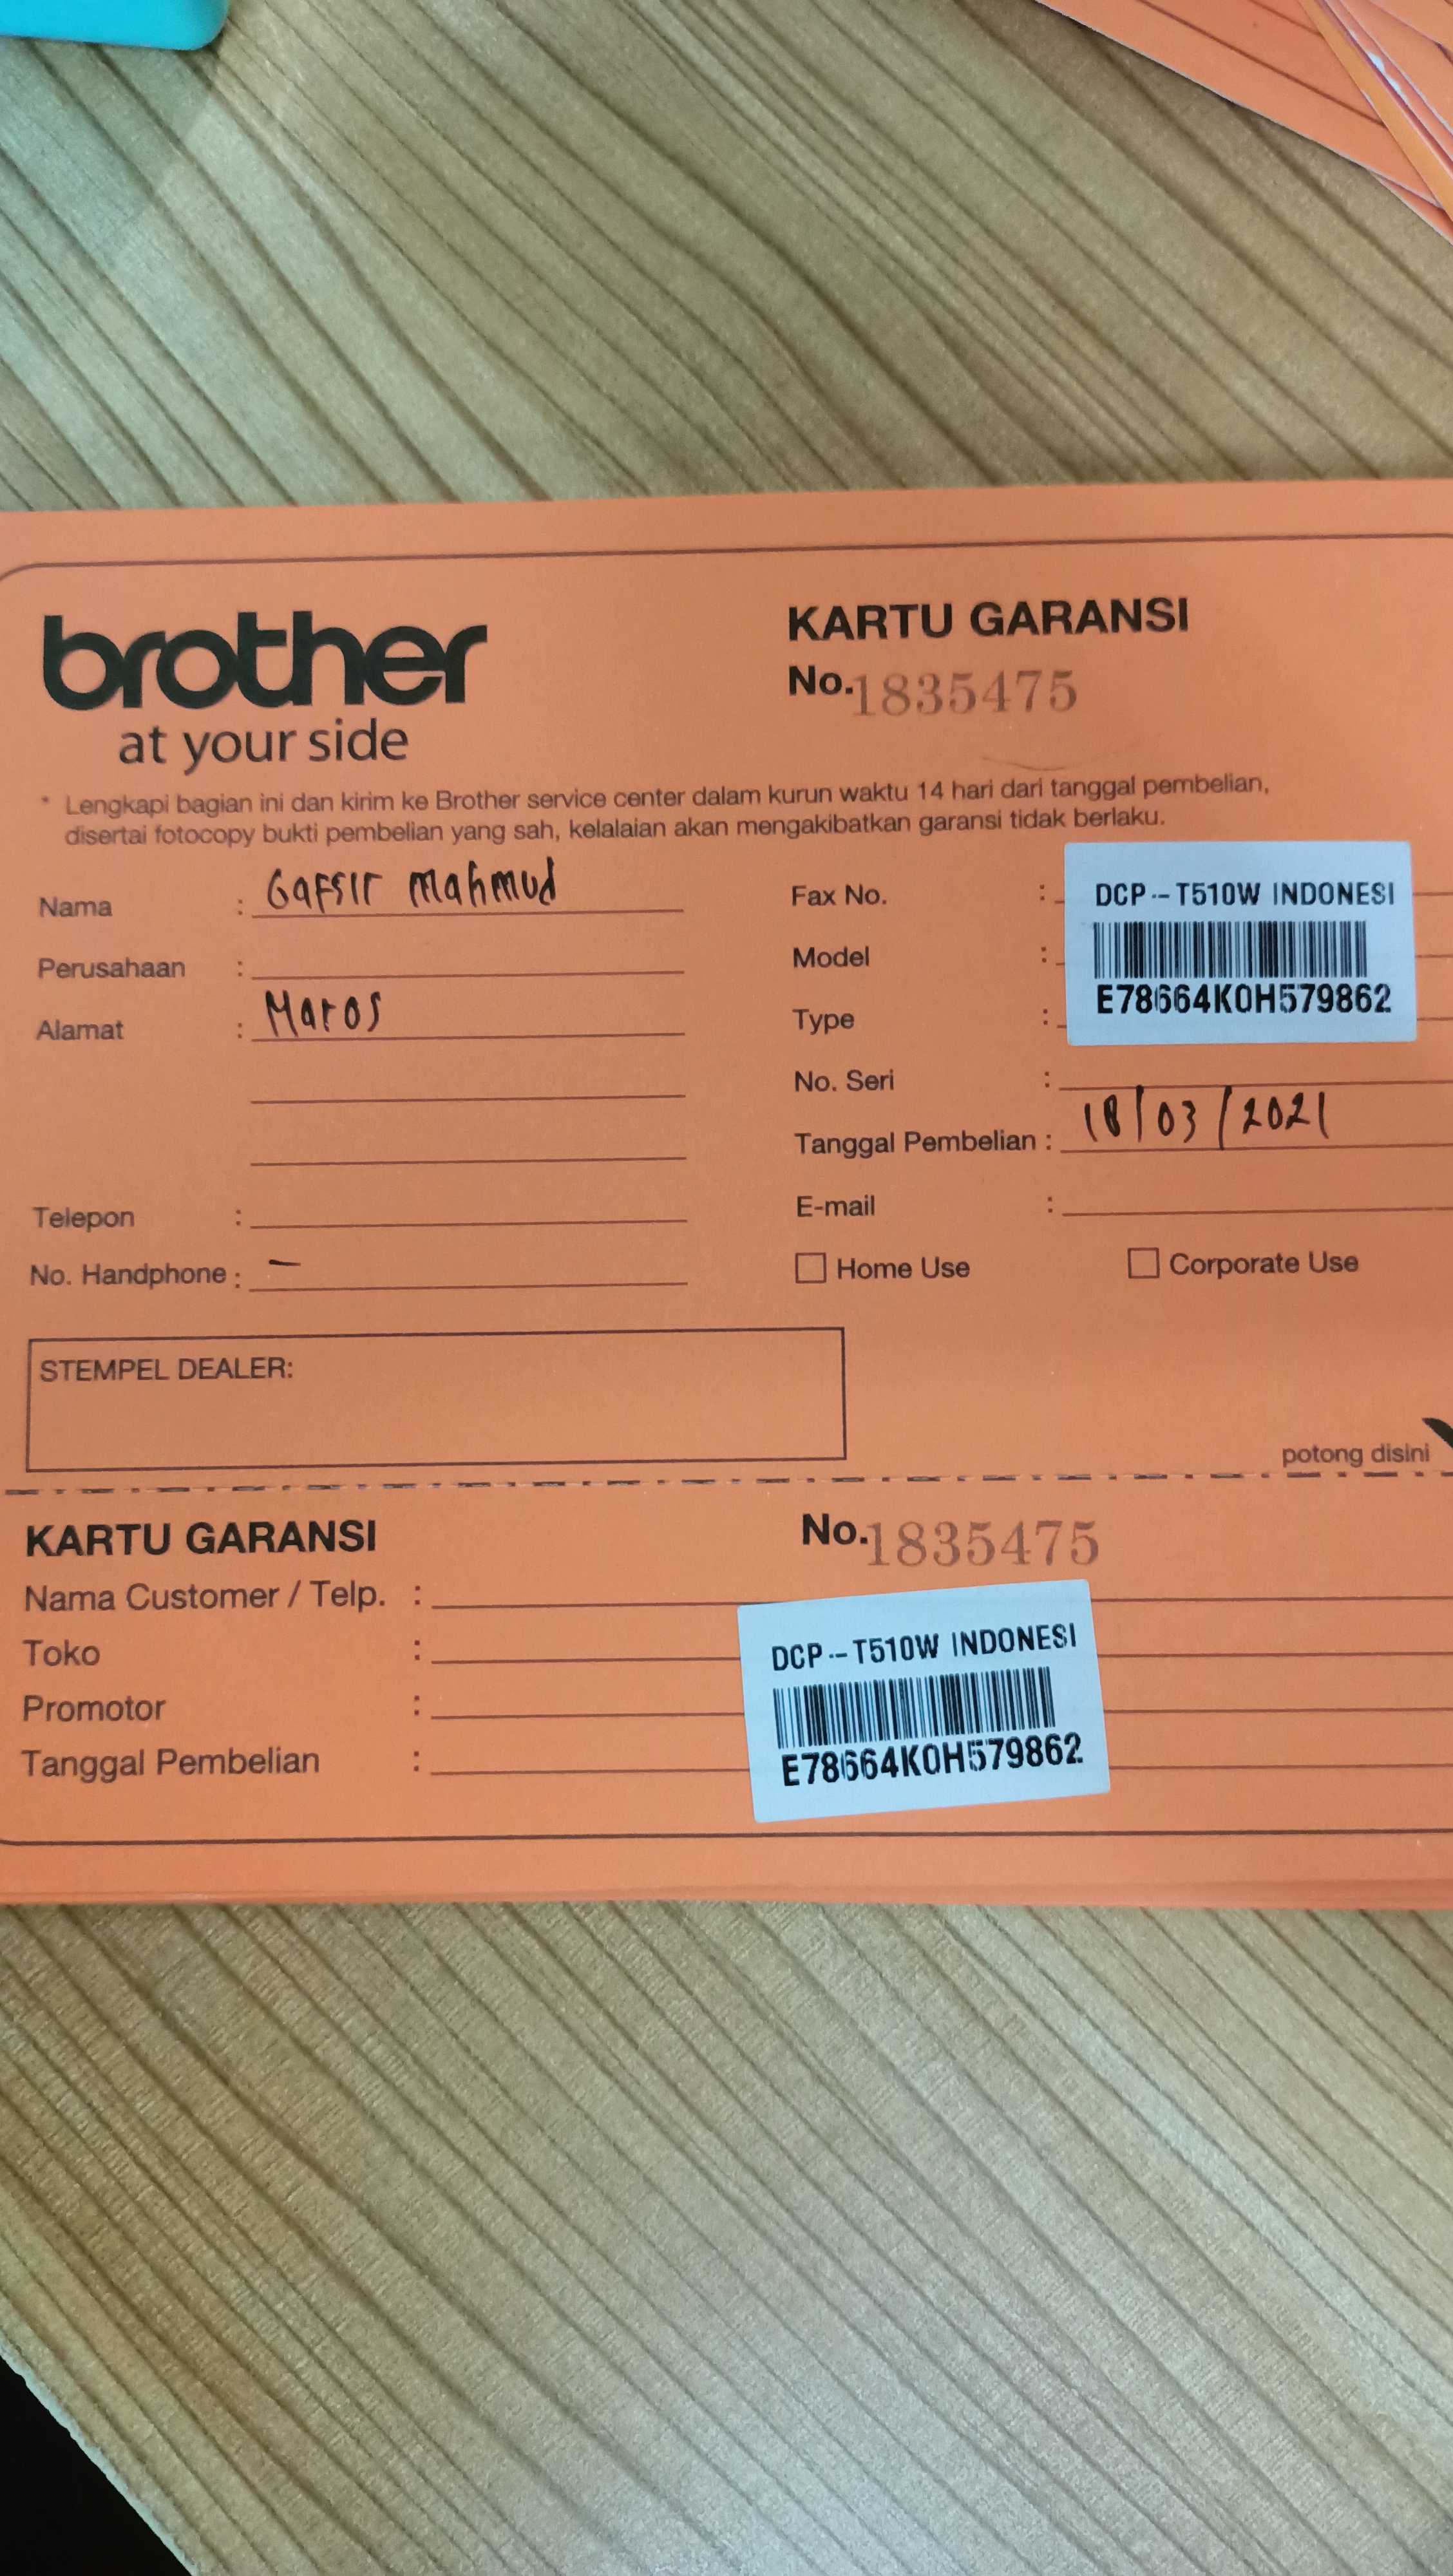 brother
at your side
KARTU GARANSI
No.1835475
* Lengkapi bagian ini dan kirim ke Brother service center dalam kurun waktu 14 hari dari tanggal pembelian,
disertai fotocopy bukti pembelian yang sah, kelalaian akan mengakibatkan garansi tidak berlaku.
Nama : Gafsir Mahmud
Perusahaan :
Alamat : Maros
Telepon :
No. Handphone : –
Fax No. :
Model :
Type :
DCP--T510W INDONESI
E78664K0H579862
No. Seri :
Tanggal Pembelian : 18/03/2021
E-mail :
Home Use
Corporate Use
STEMPEL DEALER:
potong disini
KARTU GARANSI
No.1835475
Nama Customer / Telp. :
Toko :
Promotor :
Tanggal Pembelian :
DCP--T510W INDONESI
E78664K0H579862